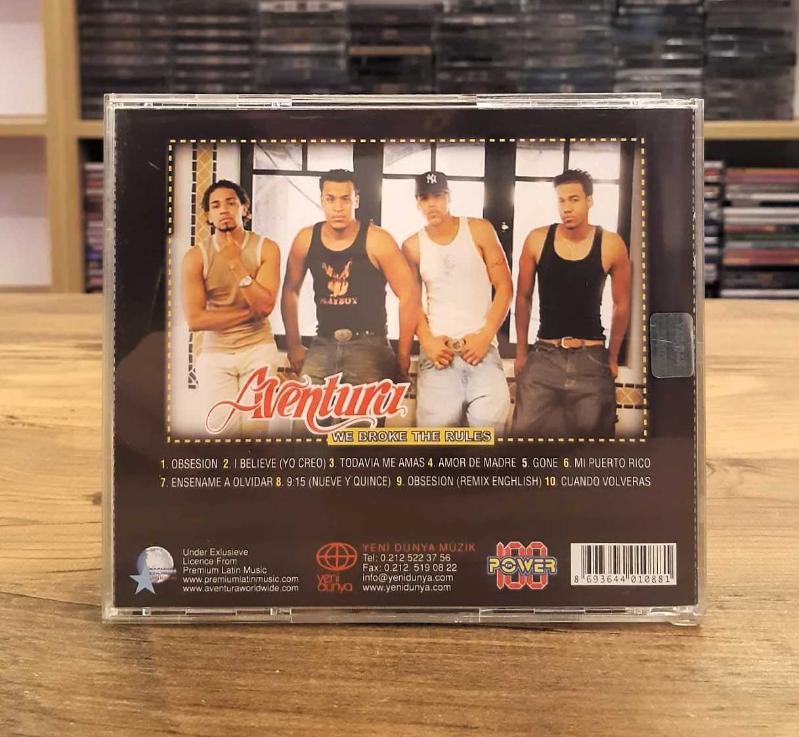 NY
PLAYBOY
Aventura
WE BROKE THE RULES
1. OBSESION 2. I BELIEVE (YO CREO) 3. TODAVIA ME AMAS 4. AMOR DE MADRE 5. GONE 6. MI PUERTO RICO
7. ENSENAME A OLVIDAR 8. 9:15 (NUEVE Y QUINCE) 9. OBSESION (REMIX ENGHLISH) 10. CUANDO VOLVERAS
Under Exlusieve
Licence From
Premium Latin Music
www.premiumlatinmusic.com
www.aventuraworldwide.com
yeni
dünya
YENİ DÜNYA MÜZİK
Tel: 0.212 522 37 56
Fax: 0.212. 519 08 22
info@yenidunya.com
www.yenidunya.com
100
POWER
8 693644 010881